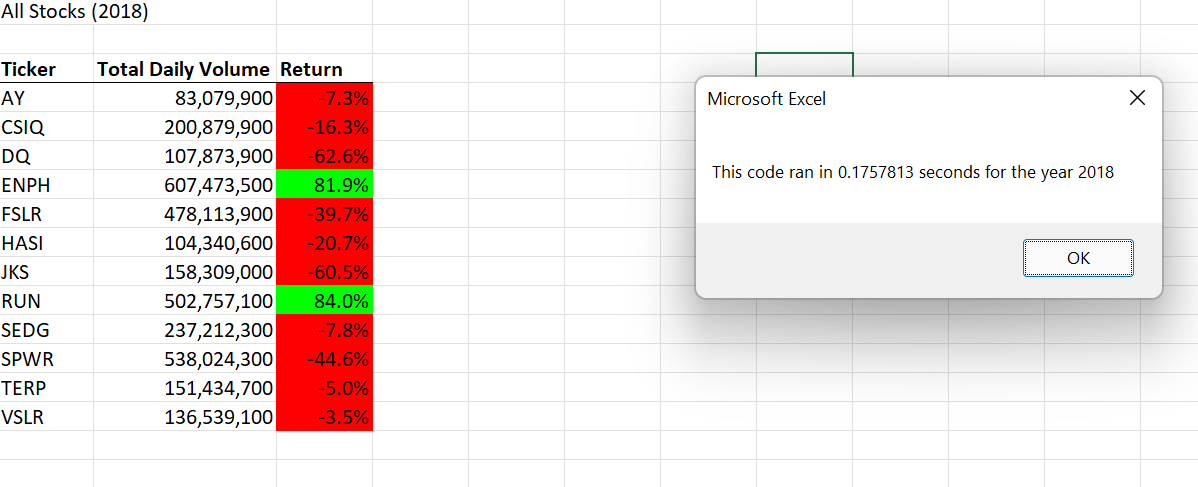 All Stocks (2018)
Ticker Total Daily Volume Return
AY 83,079,900 -7.3%
CSIQ 200,879,900 -16.3%
DQ 107,873,900 -62.6%
ENPH 607,473,500 81.9%
FSLR 478,113,900 -39.7%
HASI 104,340,600 -20.7%
JKS 158,309,000 -60.5%
RUN 502,757,100 84.0%
SEDG 237,212,300 -7.8%
SPWR 538,024,300 -44.6%
TERP 151,434,700 -5.0%
VSLR 136,539,100 -3.5%
Microsoft Excel
This code ran in 0.1757813 seconds for the year 2018
OK